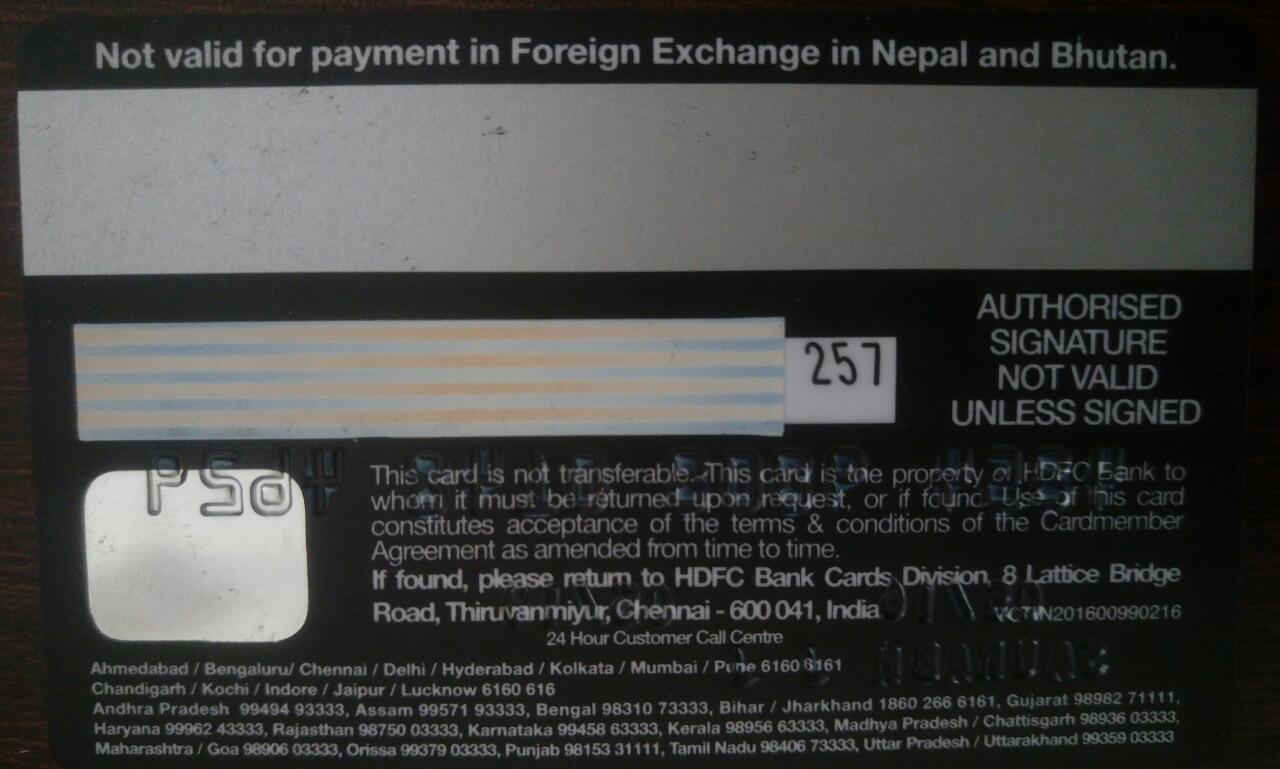 Not valid for payment in Foreign Exchange in Nepal and Bhutan.
257
AUTHORISED
SIGNATURE
NOT VALID
UNLESS SIGNED
This card is not transferable. This card is the property of HDFC Bank to
whom it must be returned upon request, or if found. Use of this card
constitutes acceptance of the terms & conditions of the Cardmember
Agreement as amended from time to time.
If found, please return to HDFC Bank Cards Division, 8 Lattice Bridge
Road, Thiruvanmiyur, Chennai - 600 041, India
24 Hour Customer Call Centre
Ahmedabad / Bengaluru/ Chennai / Delhi / Hyderabad / Kolkata / Mumbai / Pune 6160 6161
Chandigarh / Kochi / Indore / Jaipur / Lucknow 6160 616
Andhra Pradesh 99494 93333, Assam 99571 93333, Bengal 98310 73333, Bihar / Jharkhand 1860 266 6161, Gujarat 98982 71111,
Haryana 99962 43333, Rajasthan 98750 03333, Karnataka 99458 63333, Kerala 98956 63333, Madhya Pradesh / Chattisgarh 98936 03333,
Maharashtra / Goa 98906 03333, Orissa 99379 03333, Punjab 98153 31111, Tamil Nadu 98406 73333, Uttar Pradesh / Uttarakhand 99359 03333